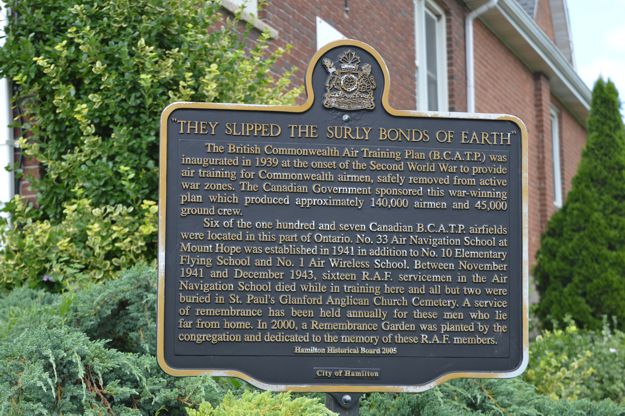 "THEY SLIPPED THE SURLY BONDS OF EARTH"
The British Commonwealth Air Training Plan (B.C.A.T.P.) was
inaugurated in 1939 at the onset of the Second World War to provide
air training for Commonwealth airmen, safely removed from active
war zones. The Canadian Government sponsored this war-winning
plan which produced approximately 140,000 airmen and 45,000
ground crew.
Six of the one hundred and seven Canadian B.C.A.T.P. airfields
were located in this part of Ontario. No. 33 Air Navigation School at
Mount Hope was established in 1941 in addition to No. 10 Elementary
Flying School and No. 1 Air Wireless School. Between November
1941 and December 1943, sixteen R.A.F. servicemen in the Air
Navigation School died while in training here and all but two were
buried in St. Paul's Glanford Anglican Church Cemetery. A service
of remembrance has been held annually for these men who lie
far from home. In 2000, a Remembrance Garden was planted by the
congregation and dedicated to the memory of these R.A.F. members.
Hamilton Historical Board 2005
City of Hamilton